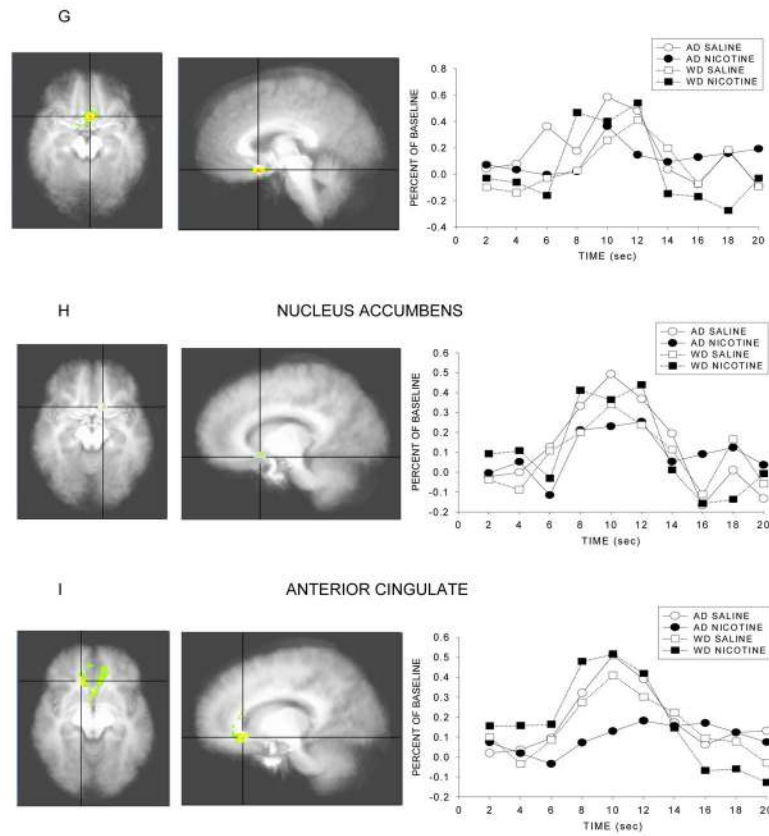 G
AD SALINE
AD NICOTINE
WD SALINE
WD NICOTINE
PERCENT OF BASELINE
0.8
0.6
0.4
0.2
0.0
-0.2
-0.4
0 2 4 6 8 10 12 14 16 18 20
TIME (sec)
H
NUCLEUS ACCUMBENS
AD SALINE
AD NICOTINE
WD SALINE
WD NICOTINE
PERCENT OF BASELINE
0.6
0.5
0.4
0.3
0.2
0.1
0.0
-0.1
-0.2
0 2 4 6 8 10 12 14 16 18 20
TIME (sec)
I
ANTERIOR CINGULATE
AD SALINE
AD NICOTINE
WD SALINE
WD NICOTINE
PERCENT OF BASELINE
0.6
0.5
0.4
0.3
0.2
0.1
0.0
-0.1
-0.2
0 2 4 6 8 10 12 14 16 18 20
TIME (sec)